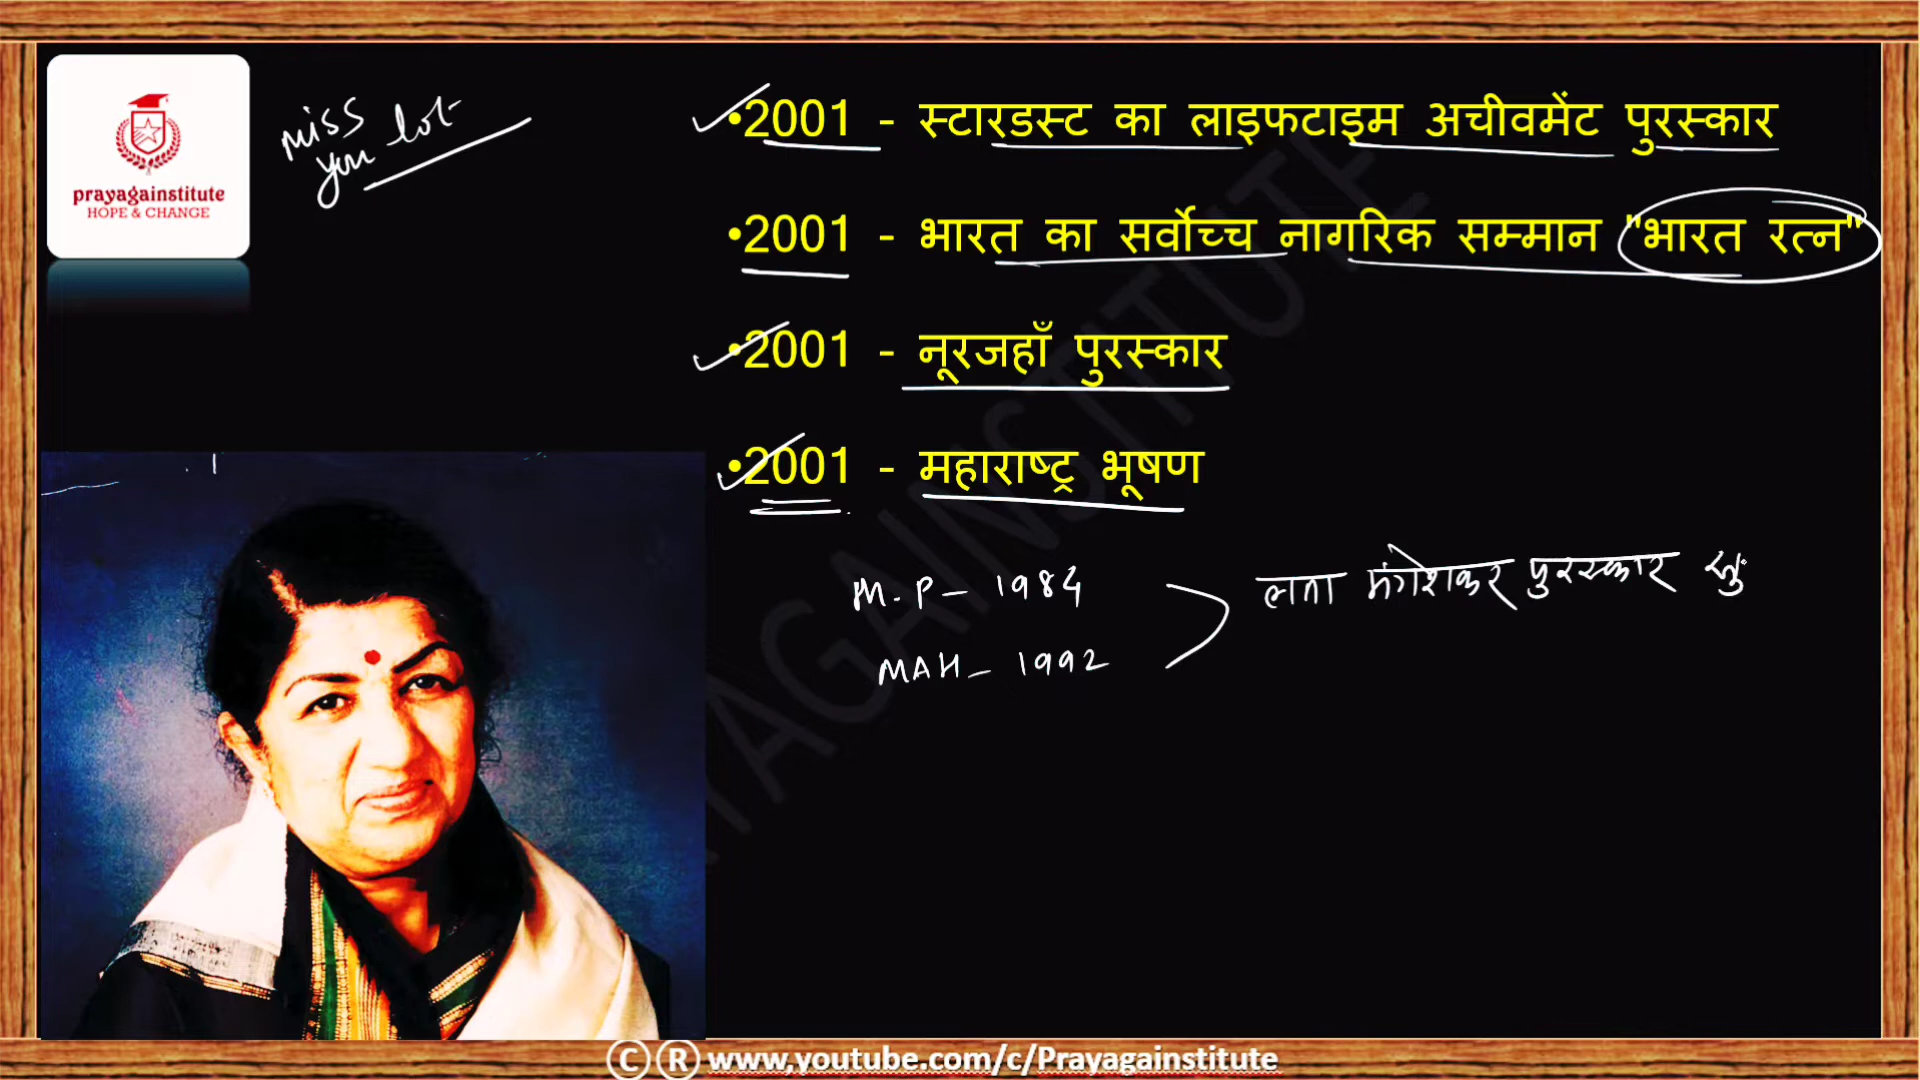 prayagainstitute
HOPE & CHANGE
miss
you lot
•2001 - स्टारडस्ट का लाइफटाइम अचीवमेंट पुरस्कार
•2001 - भारत का सर्वोच्च नागरिक सम्मान "भारत रत्न"
•2001 - नूरजहाँ पुरस्कार
•2001 - महाराष्ट्र भूषण
M.P - 1984
MAH - 1992
लता मंगेशकर पुरस्कार
PRAYAGAINSTITUTE
© ® www.youtube.com/c/Prayagainstitute